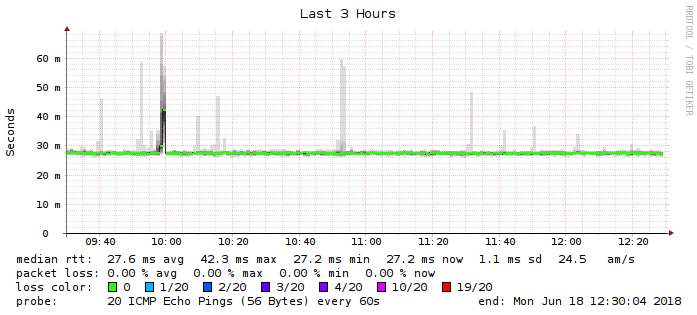 Last 3 Hours
RRDTOOL / TOBI OETIKER
Seconds
60 m
50 m
40 m
30 m
20 m
10 m
0
09:40 10:00 10:20 10:40 11:00 11:20 11:40 12:00 12:20
median rtt: 27.6 ms avg 42.3 ms max 27.2 ms min 27.2 ms now 1.1 ms sd 24.5 am/s
packet loss: 0.00 % avg 0.00 % max 0.00 % min 0.00 % now
loss color: 0 1/20 2/20 3/20 4/20 10/20 19/20
probe: 20 ICMP Echo Pings (56 Bytes) every 60s end: Mon Jun 18 12:30:04 2018